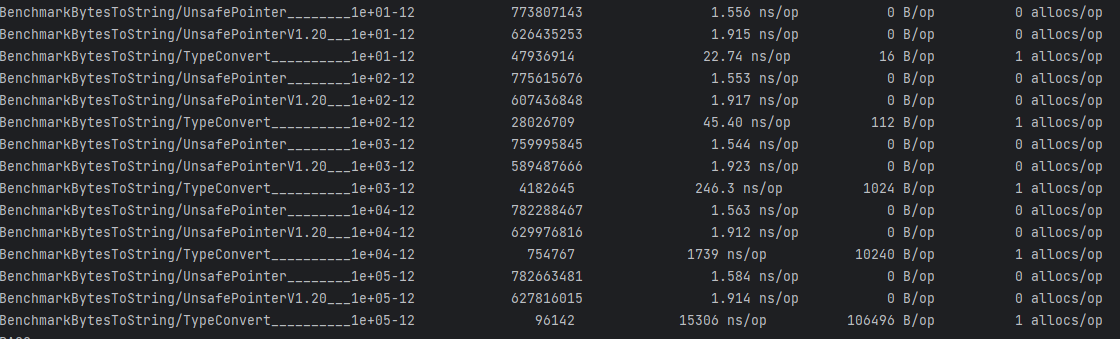 BenchmarkBytesToString/UnsafePointer________1e+01-12 773807143 1.556 ns/op 0 B/op 0 allocs/op
BenchmarkBytesToString/UnsafePointerV1.20___1e+01-12 626435253 1.915 ns/op 0 B/op 0 allocs/op
BenchmarkBytesToString/TypeConvert__________1e+01-12 47936914 22.74 ns/op 16 B/op 1 allocs/op
BenchmarkBytesToString/UnsafePointer________1e+02-12 775615676 1.553 ns/op 0 B/op 0 allocs/op
BenchmarkBytesToString/UnsafePointerV1.20___1e+02-12 607436848 1.917 ns/op 0 B/op 0 allocs/op
BenchmarkBytesToString/TypeConvert__________1e+02-12 28026709 45.40 ns/op 112 B/op 1 allocs/op
BenchmarkBytesToString/UnsafePointer________1e+03-12 759995845 1.544 ns/op 0 B/op 0 allocs/op
BenchmarkBytesToString/UnsafePointerV1.20___1e+03-12 589487666 1.923 ns/op 0 B/op 0 allocs/op
BenchmarkBytesToString/TypeConvert__________1e+03-12 4182645 246.3 ns/op 1024 B/op 1 allocs/op
BenchmarkBytesToString/UnsafePointer________1e+04-12 782288467 1.563 ns/op 0 B/op 0 allocs/op
BenchmarkBytesToString/UnsafePointerV1.20___1e+04-12 629976816 1.912 ns/op 0 B/op 0 allocs/op
BenchmarkBytesToString/TypeConvert__________1e+04-12 754767 1739 ns/op 10240 B/op 1 allocs/op
BenchmarkBytesToString/UnsafePointer________1e+05-12 782663481 1.584 ns/op 0 B/op 0 allocs/op
BenchmarkBytesToString/UnsafePointerV1.20___1e+05-12 627816015 1.914 ns/op 0 B/op 0 allocs/op
BenchmarkBytesToString/TypeConvert__________1e+05-12 96142 15306 ns/op 106496 B/op 1 allocs/op